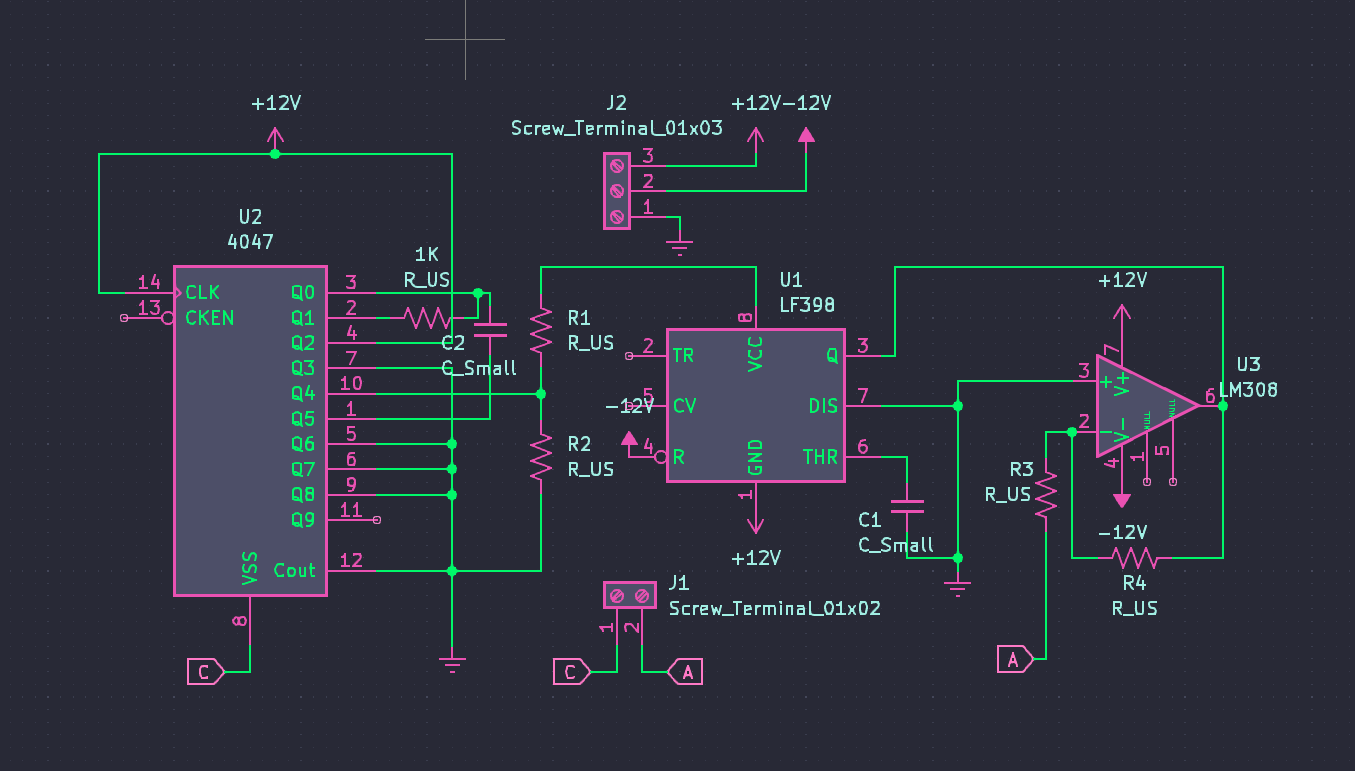 +12V
J2
+12V-12V
Screw_Terminal_01x03
3
2
1
U2
4047
14
CLK
13
CKEN
Q0
3
Q1
2
Q2
4
Q3
7
Q4
10
Q5
1
Q6
5
Q7
6
Q8
9
Q9
11
Cout
12
VSS
8
C
1K
R_US
C2
C_Small
R1
R_US
R2
R_US
U1
LF398
8
VCC
2
TR
Q
3
5
CV
-12V
DIS
7
4
R
THR
6
GND
1
+12V
C1
C_Small
J1
Screw_Terminal_01x02
1
2
C
A
+12V
7
U3
LM308
3
+
V+
6
2
-
V-
4
1
5
-12V
R3
R_US
R4
R_US
A